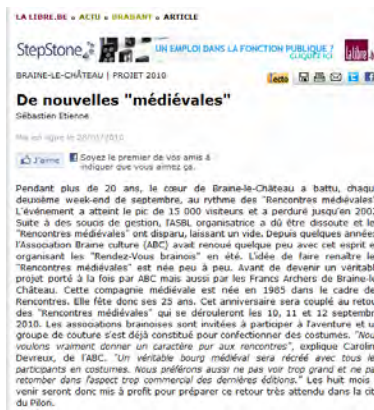 LA LIBRE.BE » ACTU » BRABANT » ARTICLE
StepStone
UN EMPLOI DANS LA FONCTION PUBLIQUE ?
CLIQUEZ ICI
BRAINE-LE-CHÂTEAU | PROJET 2010
De nouvelles "médiévales"
Sébastien Etienne
Mis en ligne le
J'aime Soyez le premier de vos amis à
indiquer que vous aimez ça.
Pendant plus de 20 ans, le cœur de Braine-le-Château a battu, chaqu
deuxième week-end de septembre, au rythme des "Rencontres médiévales"
L'événement a atteint le pic de 15 000 visiteurs et a perduré jusqu'en 2002
Suite à des soucis de gestion, l'ASBL organisatrice a dû être dissoute et le
"Rencontres médiévales" ont disparu, laissant un vide. Depuis quelques année
l'Association Braine culture (ABC) avait renoué quelque peu avec cet esprit e
organisant les "Rendez-Vous brainois" en été. L'idée de faire renaître le
"Rencontres médiévales" est née peu à peu. Avant de devenir un véritabl
projet porté à la fois par ABC mais aussi par les Francs Archers de Braine-le
Château. Cette compagnie médiévale est née en 1985 dans le cadre de
Rencontres. Elle fête donc ses 25 ans. Cet anniversaire sera couplé au retou
des "Rencontres médiévales" qui se dérouleront les 10, 11 et 12 septembr
2010. Les associations brainoises sont invitées à participer à l'aventure et u
groupe de couture s'est déjà constitué pour confectionner des costumes. "Nou
voulons vraiment donner un caractère pur aux rencontres", explique Carolin
Devreux, de l'ABC. "Un véritable bourg médiéval sera récréé avec tous le
participants en costumes. Nous préférons aussi ne pas voir trop grand et ne pa
retomber dans l'aspect trop commercial des dernières éditions." Les huit mois
venir seront donc mis à profit pour préparer ce retour très attendu dans la cit
du Pilon.